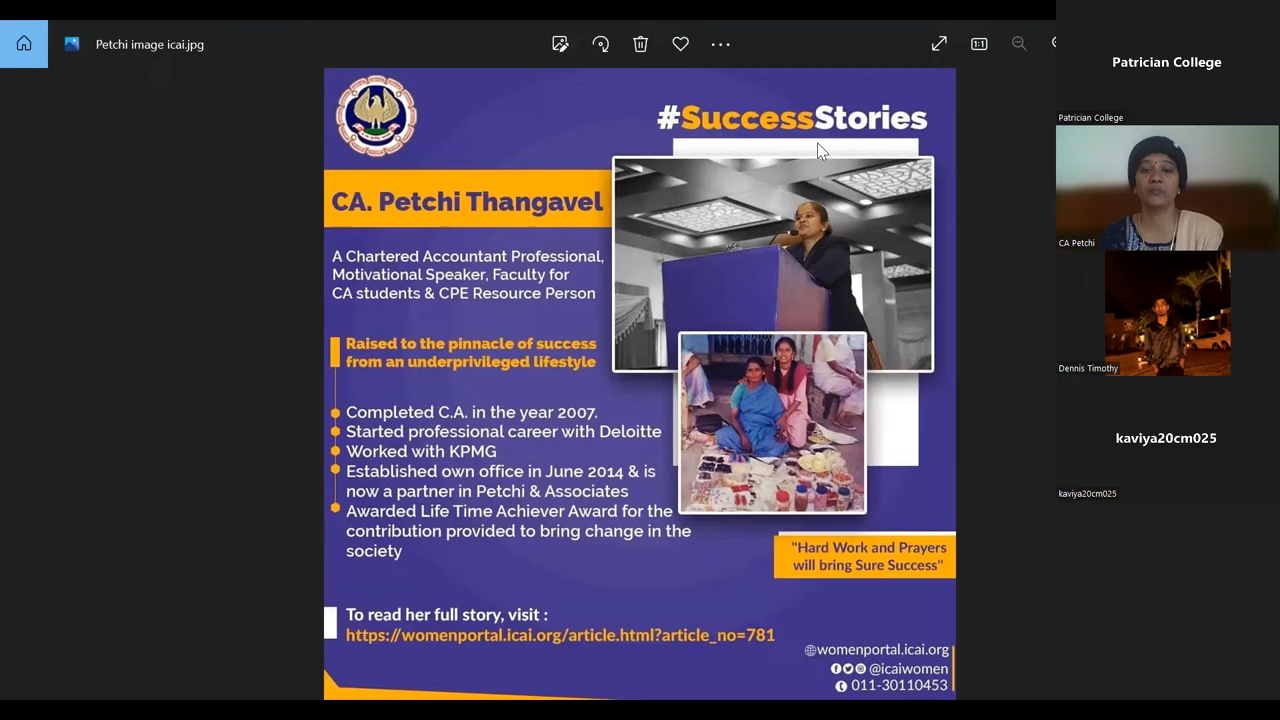 Petchi image icai.jpg
1:1
#SuccessStories
CA. Petchi Thangavel
A Chartered Accountant Professional,
Motivational Speaker, Faculty for
CA students & CPE Resource Person
Raised to the pinnacle of success
from an underprivileged lifestyle
Completed C.A. in the year 2007.
Started professional career with Deloitte
Worked with KPMG
Established own office in June 2014 & is
now a partner in Petchi & Associates
Awarded Life Time Achiever Award for the
contribution provided to bring change in the
society
"Hard Work and Prayers
will bring Sure Success"
To read her full story, visit :
https://womenportal.icai.org/article.html?article_no=781
womenportal.icai.org
@icaiwomen
011-30110453
Patrician College
Patrician College
CA Petchi
Dennis Timothy
kaviya20cm025
kaviya20cm025